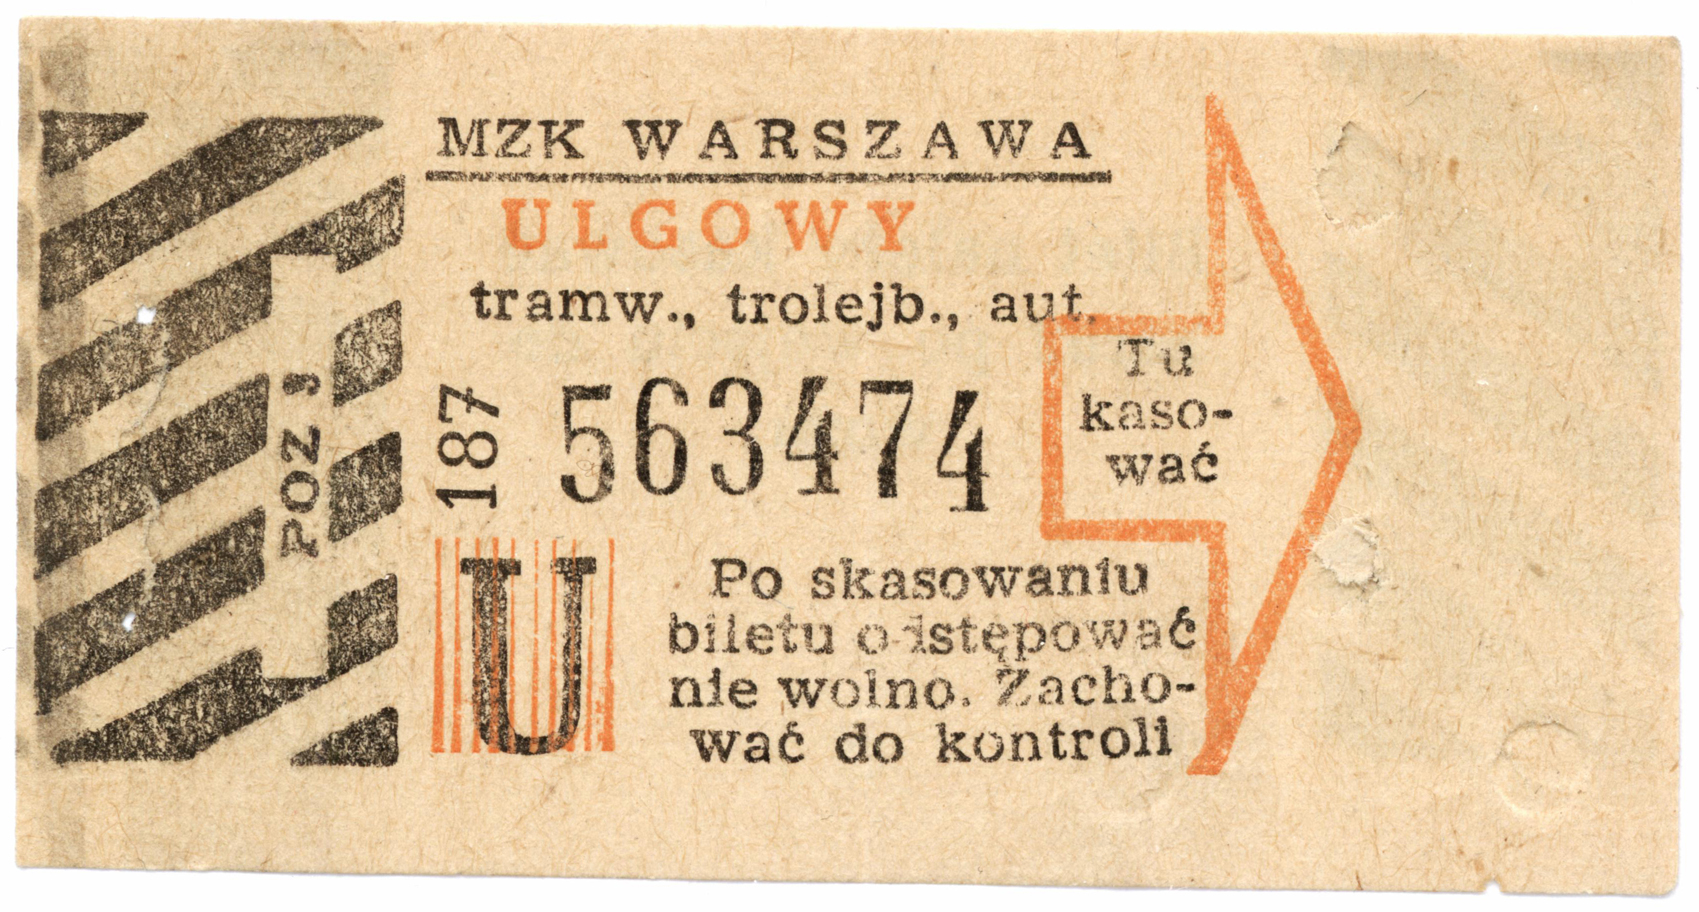 MZK WARSZAWA
ULGOWY
tramw., trolejb., aut.
187
563474
Tu
kaso-
wać
POZ J
U
Po skasowaniu
biletu odstępować
nie wolno. Zacho-
wać do kontroli